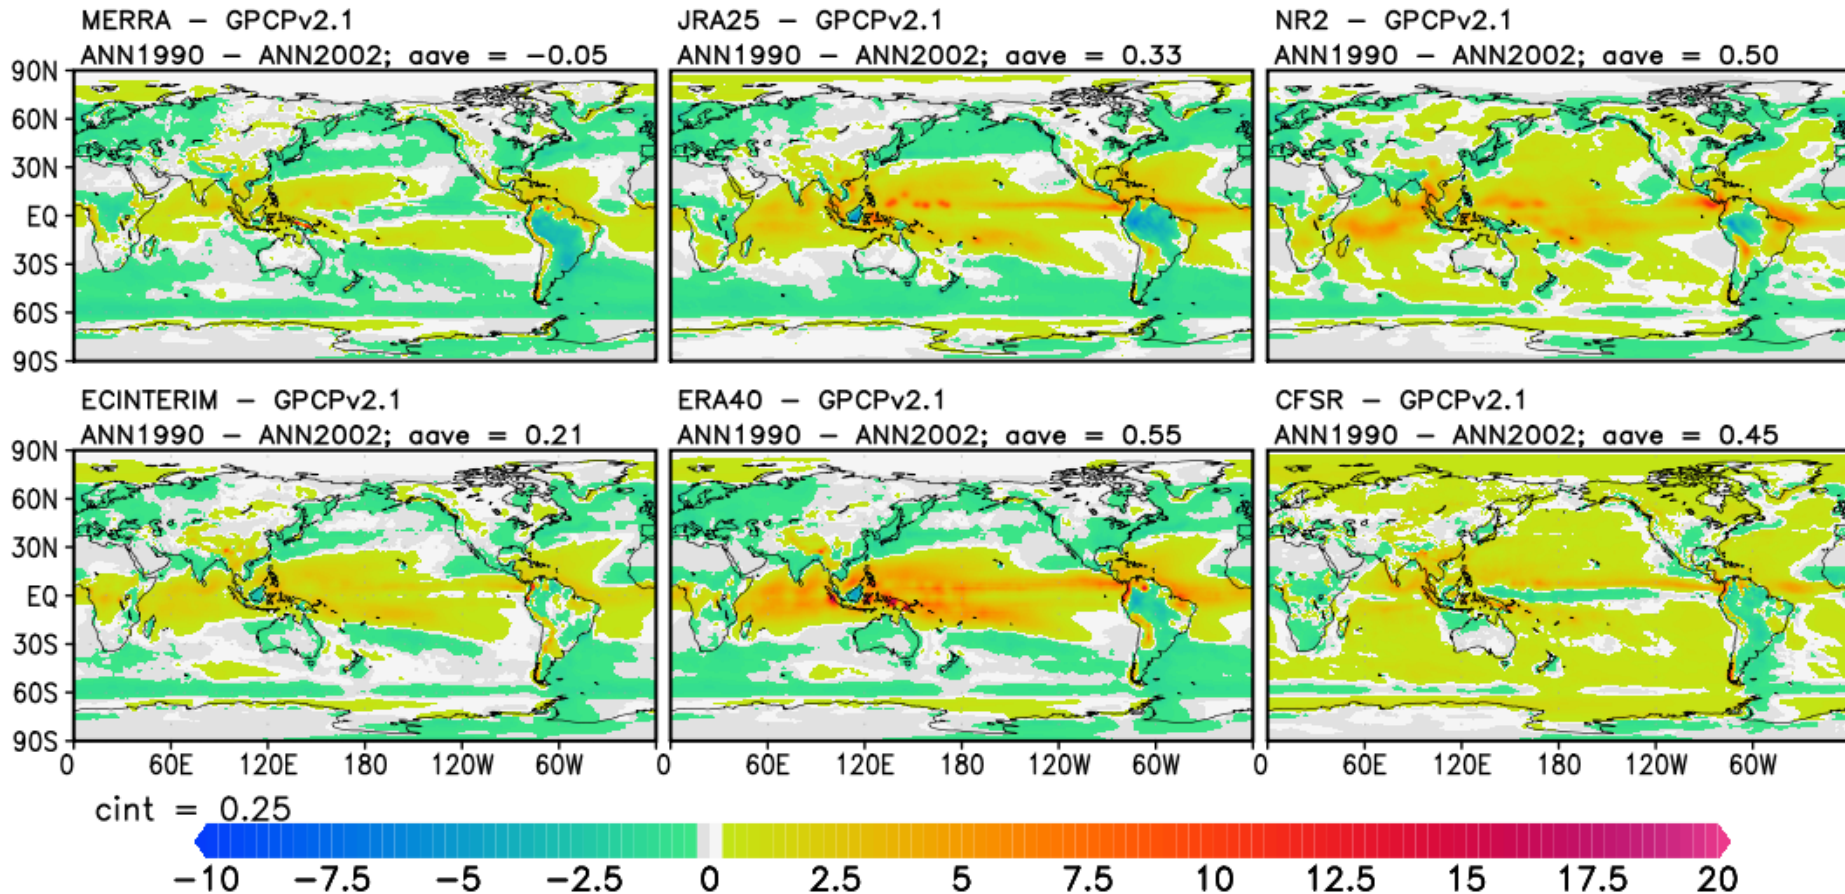 MERRA − GPCPv2.1
ANN1990 − ANN2002; aave = −0.05
JRA25 − GPCPv2.1
ANN1990 − ANN2002; aave = 0.33
NR2 − GPCPv2.1
ANN1990 − ANN2002; aave = 0.50
90N
60N
30N
EQ
30S
60S
90S
ECINTERIM − GPCPv2.1
ANN1990 − ANN2002; aave = 0.21
ERA40 − GPCPv2.1
ANN1990 − ANN2002; aave = 0.55
CFSR − GPCPv2.1
ANN1990 − ANN2002; aave = 0.45
90N
60N
30N
EQ
30S
60S
90S
0 60E 120E 180 120W 60W 0 60E 120E 180 120W 60W 0 60E 120E 180 120W 60W
cint = 0.25
−10 −7.5 −5 −2.5 0 2.5 5 7.5 10 12.5 15 17.5 20